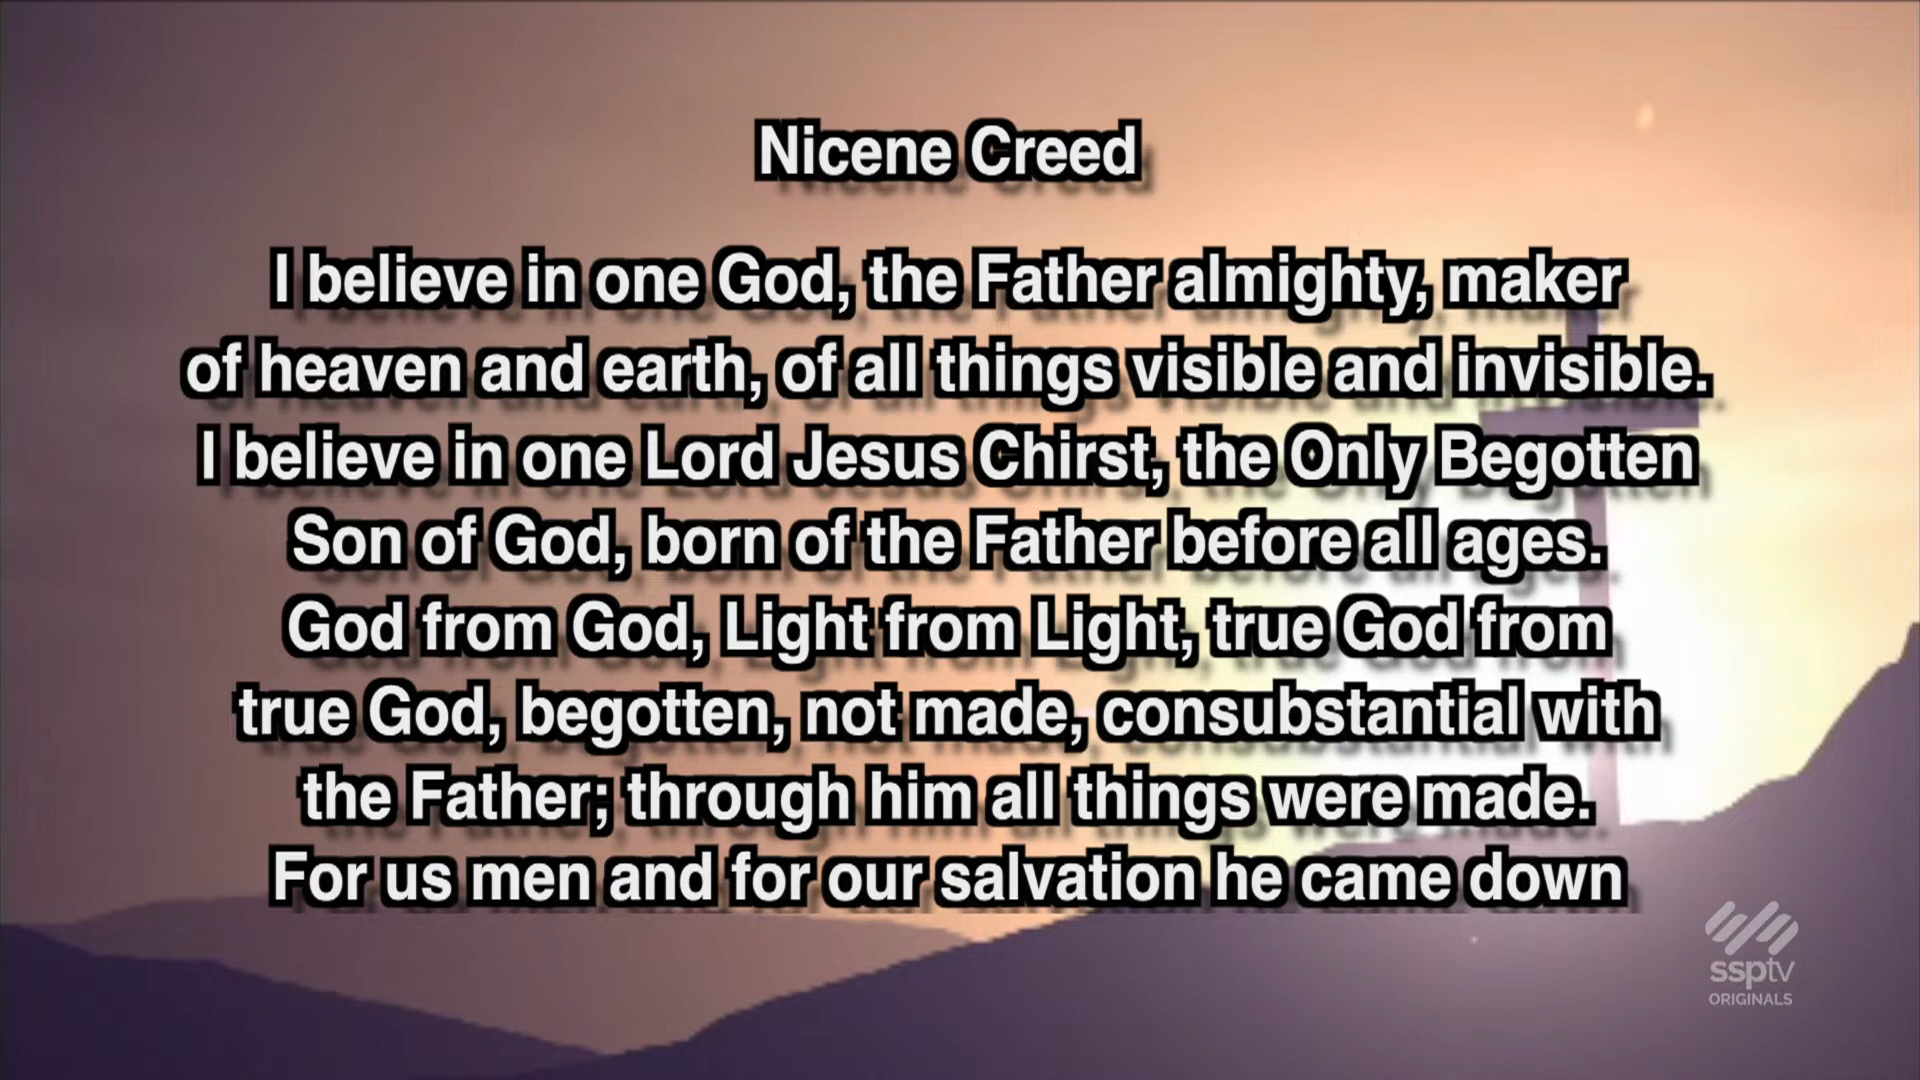 Nicene Creed
I believe in one God, the Father almighty, maker
of heaven and earth, of all things visible and invisible.
I believe in one Lord Jesus Chirst, the Only Begotten
Son of God, born of the Father before all ages.
God from God, Light from Light, true God from
true God, begotten, not made, consubstantial with
the Father; through him all things were made.
For us men and for our salvation he came down
ssptv
ORIGINALS